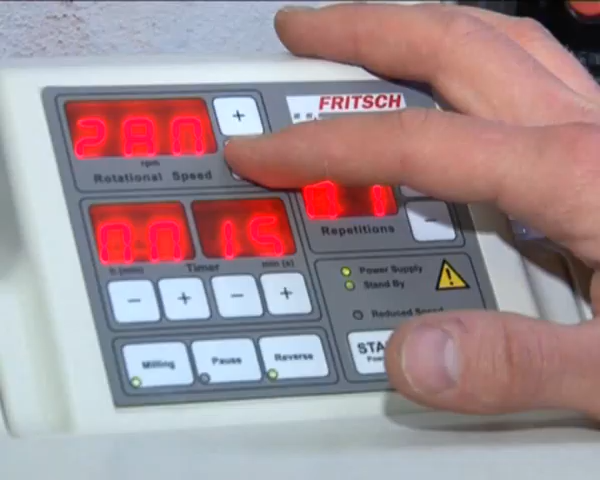 FRITSCH
+
rpm
Rotational Speed
01
Repetitions
-
00 15
h (min) Timer min (s)
- + - +
Power Supply
Stand By
Reduced Speed
Milling Pause Reverse
STA